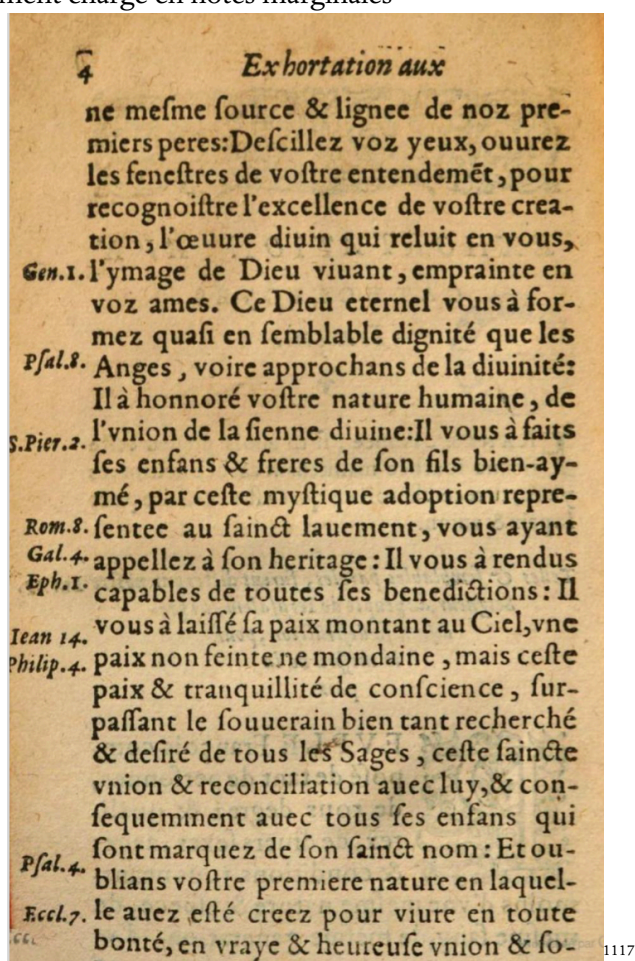 ment chargé en notes marginales
4 Exhortation aux
ne meſme ſource & lignee de noz pre-
miers peres:Deſcillez voz yeux, ouurez
les feneſtres de voſtre entendemẽt, pour
recognoiſtre l'excellence de voſtre crea-
tion, l'œuure diuin qui reluit en vous,
Gen.1. l'ymage de Dieu viuant, emprainte en
voz ames. Ce Dieu eternel vous à for-
mez quaſi en ſemblable dignité que les
Pſal.8. Anges, voire approchans de la diuinité:
Il à honnoré voſtre nature humaine, de
S.Pier.2. l'vnion de la ſienne diuine:Il vous à faits
ſes enfans & freres de ſon fils bien-ay-
mé, par ceſte myſtique adoption repre-
Rom.8. ſentee au ſainct lauement, vous ayant
Gal.4. appellez à ſon heritage: Il vous à rendus
Eph.1. capables de toutes ſes benedictions: Il
Iean 14. vous à laiſſé ſa paix montant au Ciel,vne
Philip.4. paix non feinte ne mondaine, mais ceſte
paix & tranquillité de conſcience, ſur-
paſſant le ſouuerain bien tant recherché
& deſiré de tous les Sages, ceſte ſaincte
vnion & reconciliation auec luy,& con-
ſequemment auec tous ſes enfans qui
Pſal.4. ſont marquez de ſon ſainct nom: Et ou-
blians voſtre premiere nature en laquel-
Eccl.7. le auez eſté creez pour viure en toute
bonté, en vraye & heureuſe vnion & ſo-
1117